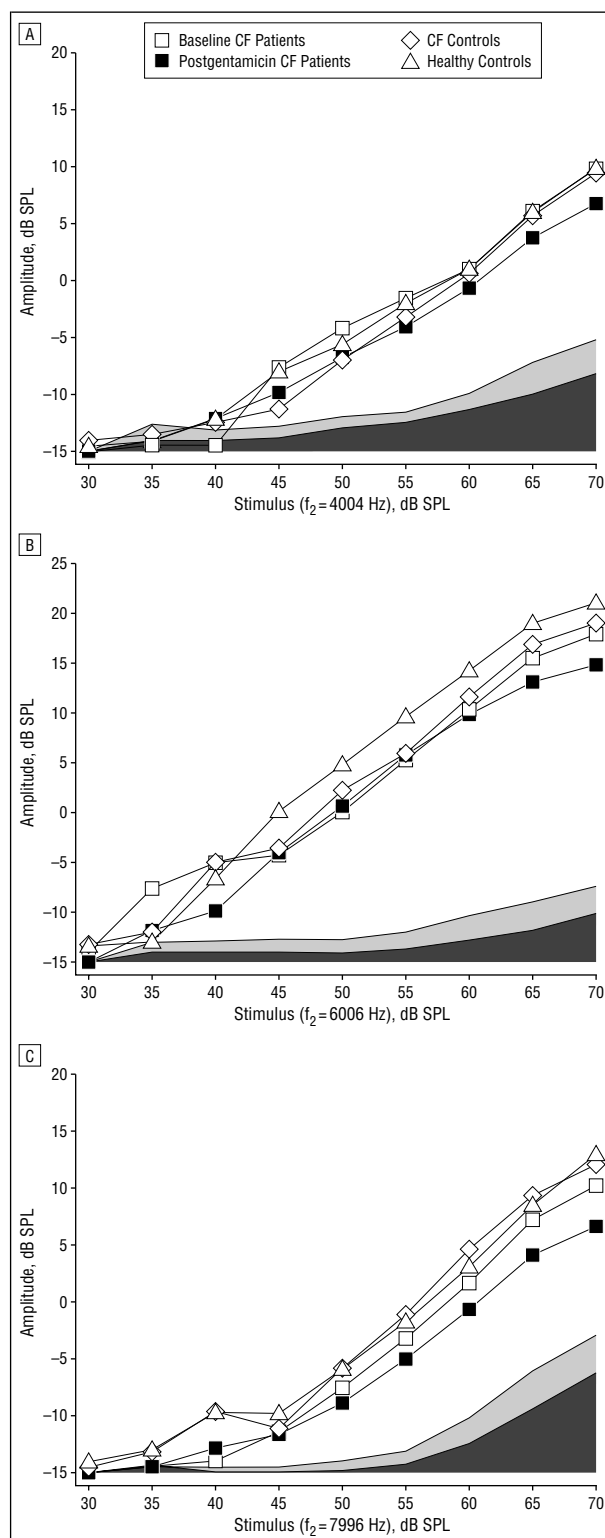 A
Baseline CF Patients
CF Controls
Postgentamicin CF Patients
Healthy Controls
20
15
10
5
0
–5
–10
–15
Amplitude, dB SPL
30 35 40 45 50 55 60 65 70
Stimulus (f₂=4004 Hz), dB SPL
B
25
20
15
10
5
0
–5
–10
–15
Amplitude, dB SPL
30 35 40 45 50 55 60 65 70
Stimulus (f₂=6006 Hz), dB SPL
C
20
15
10
5
0
–5
–10
–15
Amplitude, dB SPL
30 35 40 45 50 55 60 65 70
Stimulus (f₂=7996 Hz), dB SPL